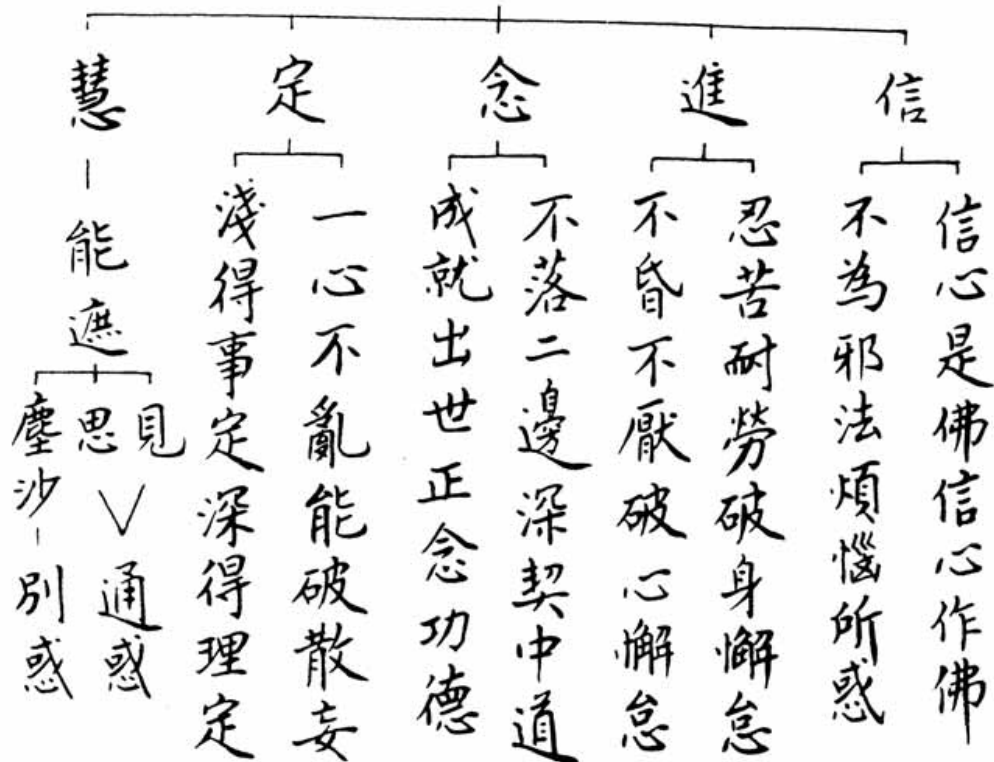 信
信心是佛信心作佛
不為邪法煩惱所惑
進
忍苦耐勞破身懈怠
不昏不厭破心懈怠
念
不落二邊深契中道
成就出世正念功德
定
一心不亂能破散妄
淺得事定深得理定
慧
能遮
見
思
通惑
塵沙
別惑